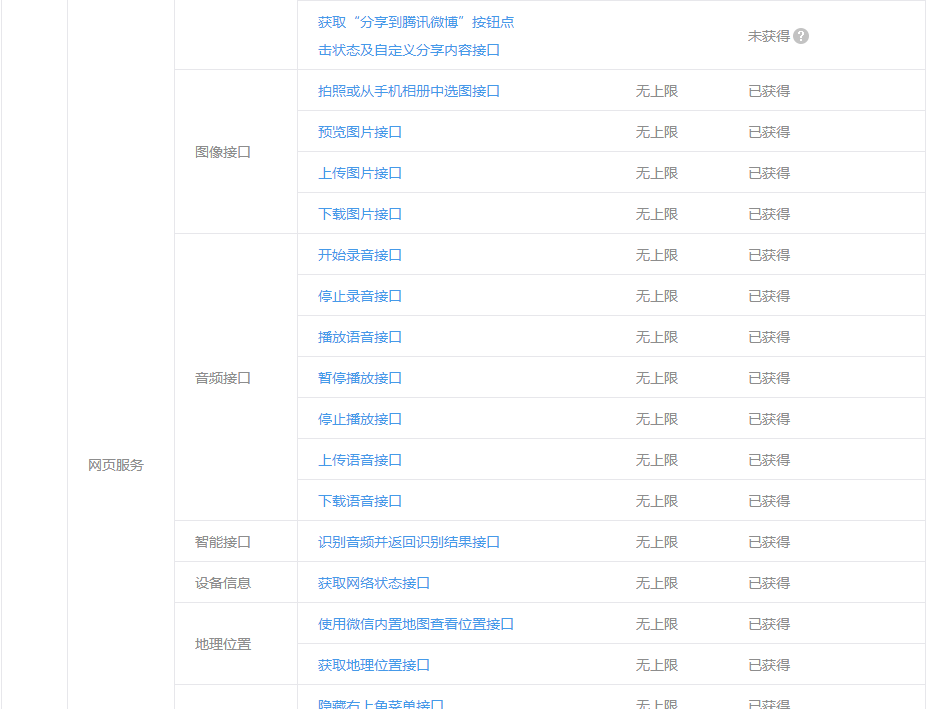 获取“分享到腾讯微博”按钮点
击状态及自定义分享内容接口
未获得
?
图像接口
拍照或从手机相册中选图接口 无上限 已获得
预览图片接口 无上限 已获得
上传图片接口 无上限 已获得
下载图片接口 无上限 已获得
音频接口
开始录音接口 无上限 已获得
停止录音接口 无上限 已获得
播放语音接口 无上限 已获得
暂停播放接口 无上限 已获得
停止播放接口 无上限 已获得
上传语音接口 无上限 已获得
下载语音接口 无上限 已获得
网页服务
智能接口 识别音频并返回识别结果接口 无上限 已获得
设备信息 获取网络状态接口 无上限 已获得
地理位置
使用微信内置地图查看位置接口 无上限 已获得
获取地理位置接口 无上限 已获得
隐藏右上角菜单接口 无上限 已获得